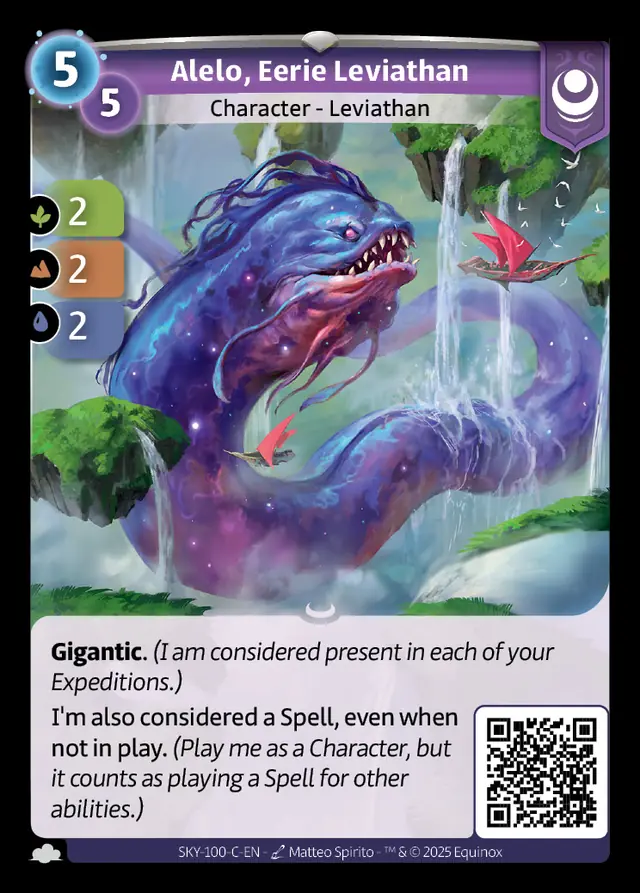 5
5
Alelo, Eerie Leviathan
Character - Leviathan
2
2
2
Gigantic. (I am considered present in each of your
Expeditions.)
I'm also considered a Spell, even when
not in play. (Play me as a Character, but
it counts as playing a Spell for other
abilities.)
SKY-100-C-EN - Matteo Spirito - ™ & © 2025 Equinox